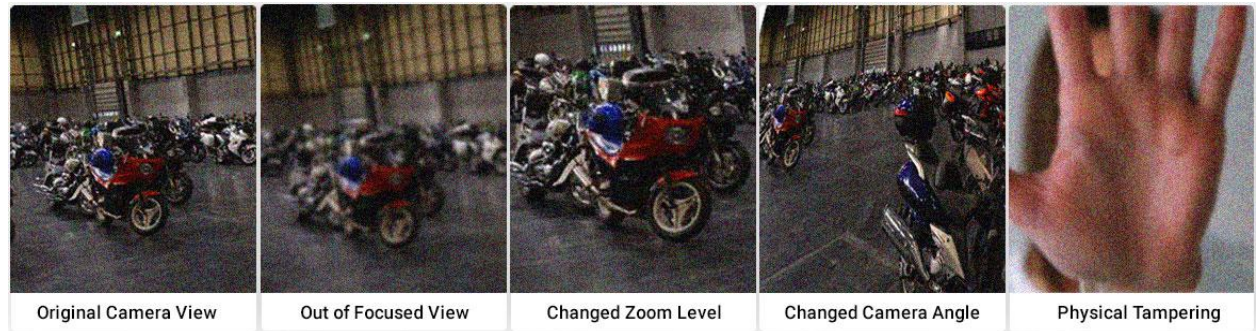 Original Camera View
Out of Focused View
Changed Zoom Level
Changed Camera Angle
Physical Tampering